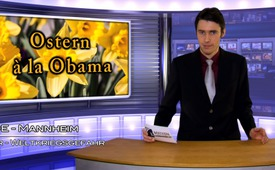 Ostern
à la Obama
E - MANNHEIM
R - WELTKRIEGSGEFAHR